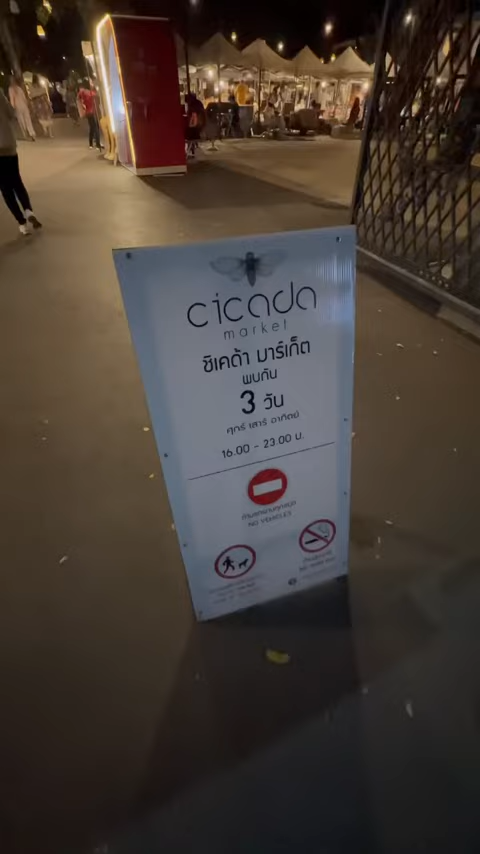 cicada
market
ซิเคด้า มาร์เก็ต
พบกัน
3 วัน
ศุกร์ เสาร์ อาทิตย์
16.00 - 23.00 น.
NO VEHICLES